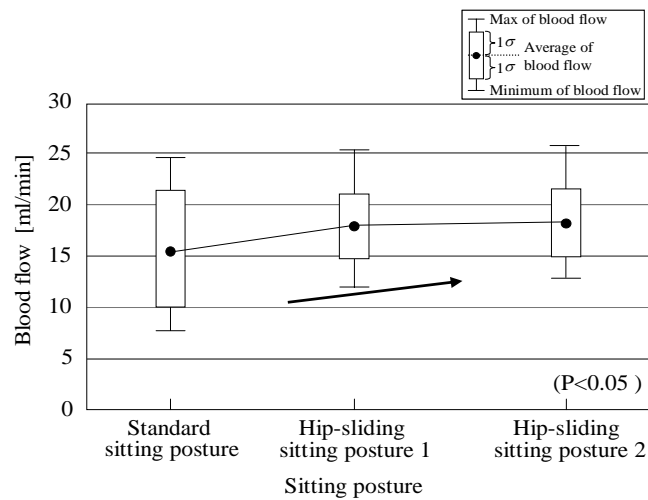 Max of blood flow
1σ
Average of
blood flow
1σ
Minimum of blood flow
30
25
20
15
10
5
0
Blood flow [ml/min]
(P<0.05 )
Standard
sitting posture
Hip-sliding
sitting posture 1
Hip-sliding
sitting posture 2
Sitting posture